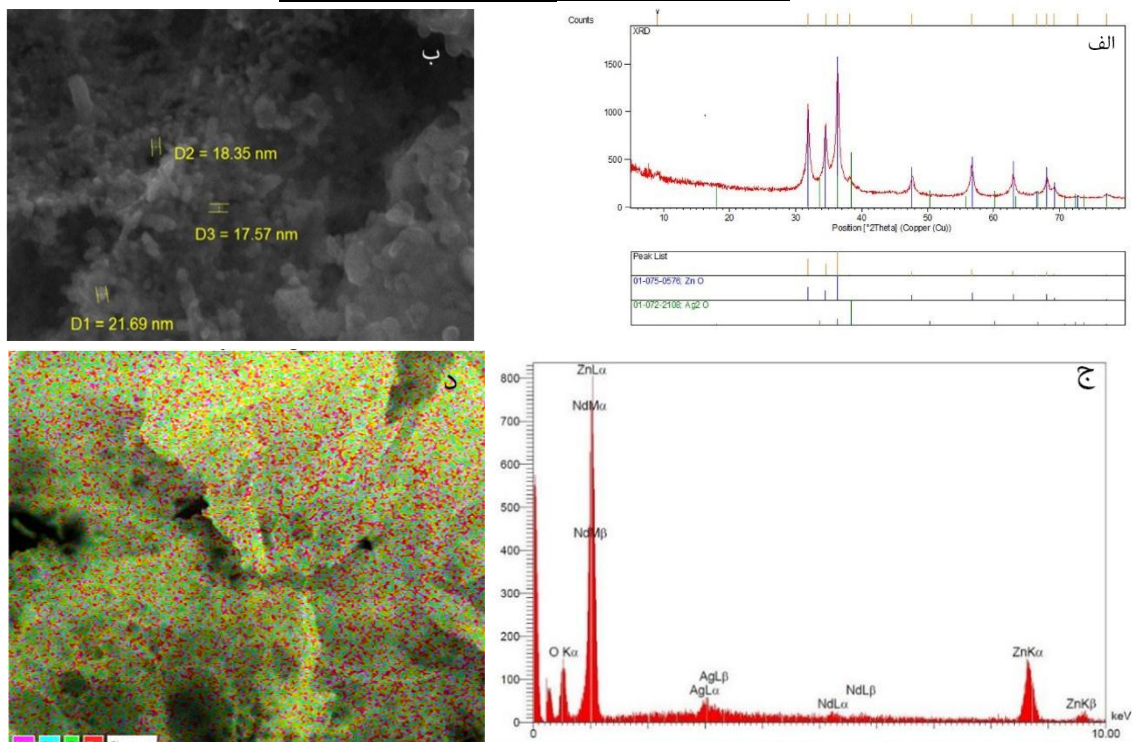 ب
D2 = 18.35 nm
D3 = 17.57 nm
D1 = 21.69 nm
الف
Counts
XRD
1500
1000
500
0
10 20 30 40 50 60 70
Position [°2Theta] (Copper (Cu))
Peak List
01-075-0576; Zn O
01-072-2108; Ag2 O
د
ج
800
700
600
500
400
300
200
100
0
ZnLα
NdMα
NdMβ
O Kα
AgLβ
AgLα
NdLβ
NdLα
ZnKα
ZnKβ
keV
0 10.00